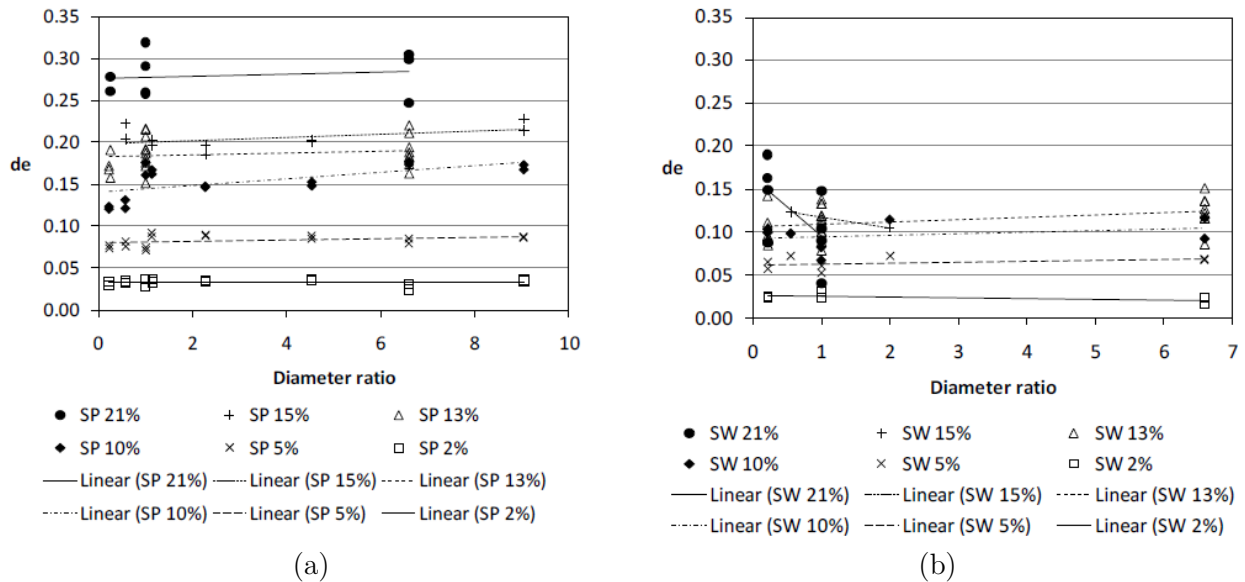 0.35
0.30
0.25
0.20
de
0.15
0.10
0.05
0.00
0 2 4 6 8 10
Diameter ratio
SP 21% SP 15% SP 13%
SP 10% SP 5% SP 2%
Linear (SP 21%) Linear (SP 15%) Linear (SP 13%)
Linear (SP 10%) Linear (SP 5%) Linear (SP 2%)
(a)
0.35
0.30
0.25
0.20
de
0.15
0.10
0.05
0.00
0 1 2 3 4 5 6 7
Diameter ratio
SW 21% SW 15% SW 13%
SW 10% SW 5% SW 2%
Linear (SW 21%) Linear (SW 15%) Linear (SW 13%)
Linear (SW 10%) Linear (SW 5%) Linear (SW 2%)
(b)